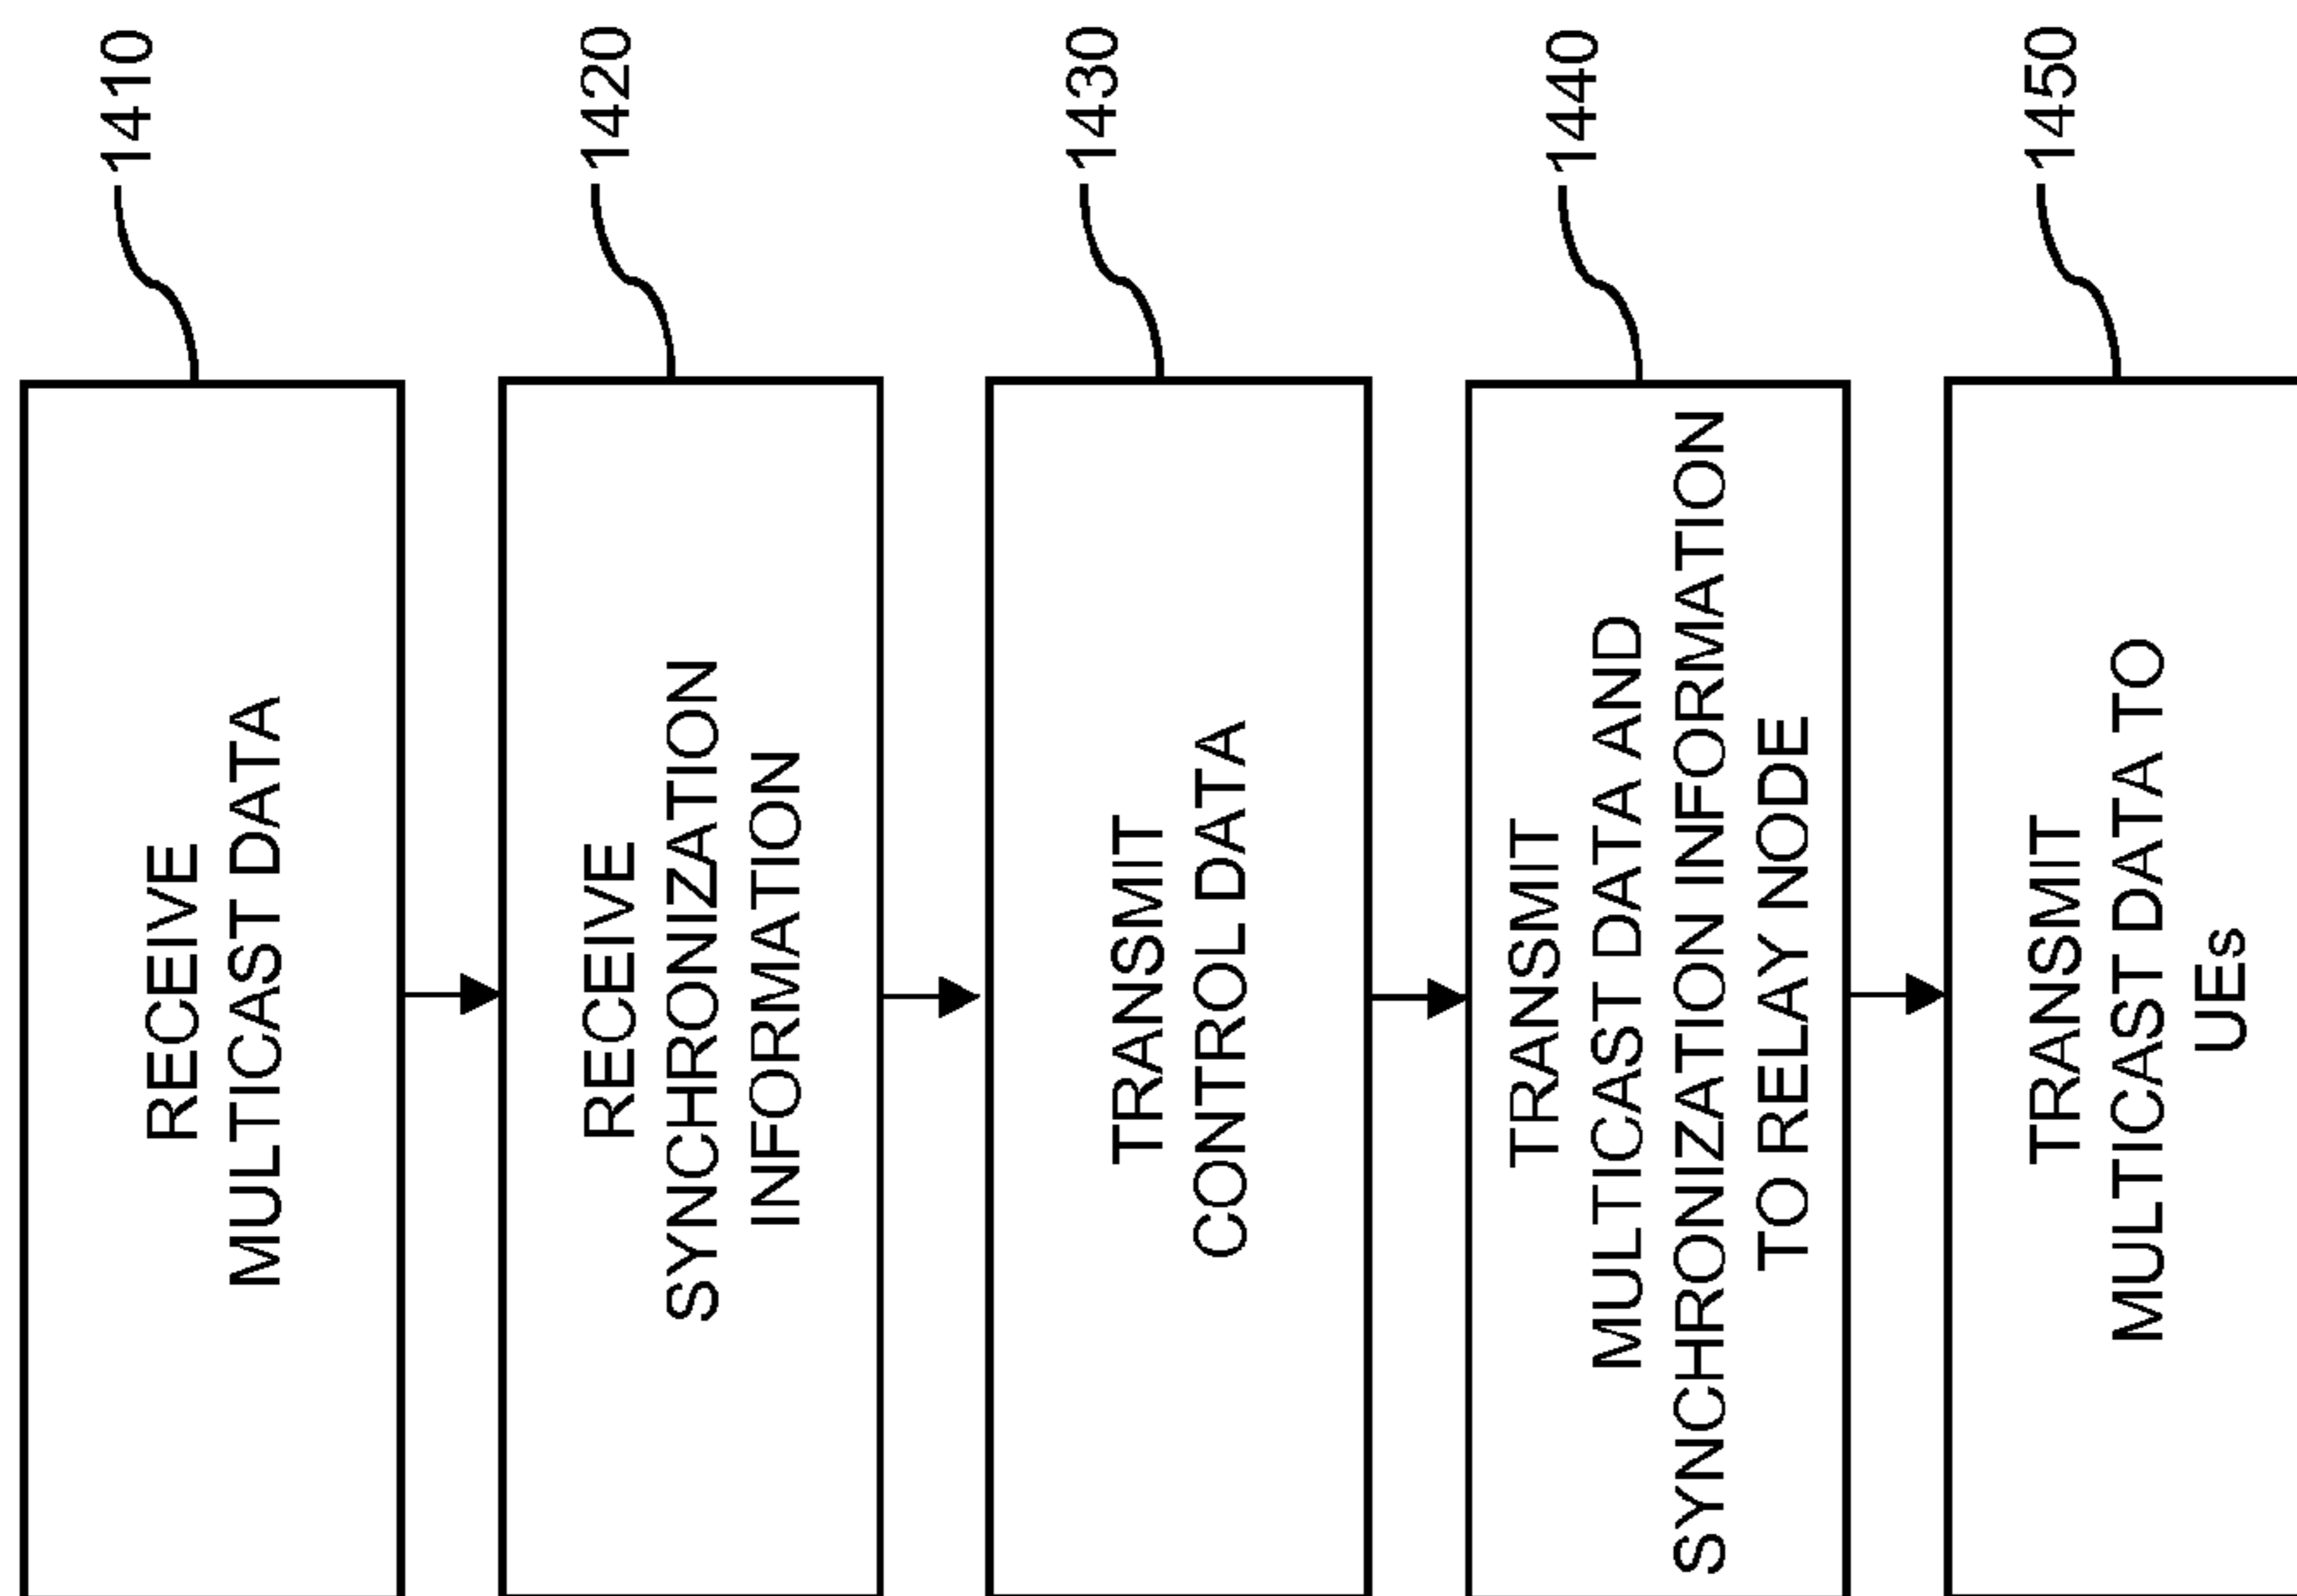 RECEIVE
MULTICAST DATA
1410
RECEIVE
SYNCHRONIZATION
INFORMATION
1420
TRANSMIT
CONTROL DATA
1430
TRANSMIT
MULTICAST DATA AND
SYNCHRONIZATION INFORMATION
TO RELAY NODE
1440
TRANSMIT
MULTICAST DATA TO
UEs
1450